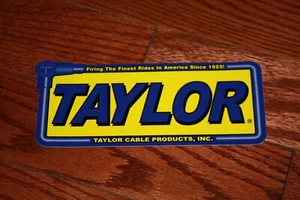 Firing The Finest Rides In America Since 1923!
TAYLOR®
TAYLOR CABLE PRODUCTS, INC.